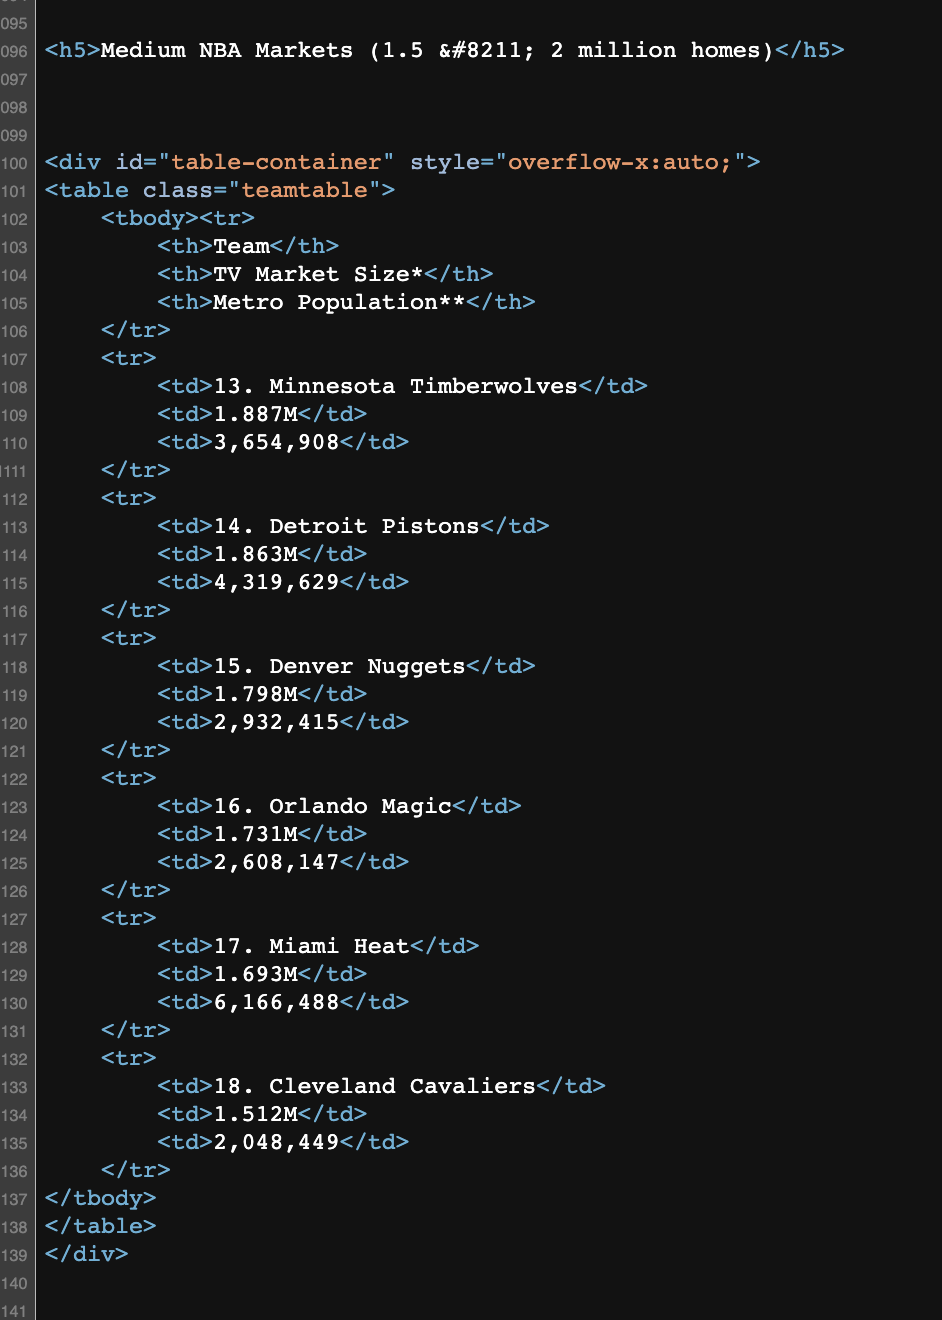 095
096 <h5>Medium NBA Markets (1.5 &#8211; 2 million homes)</h5>
097
098
099
100 <div id="table-container" style="overflow-x:auto;">
101 <table class="teamtable">
102     <tbody><tr>
103         <th>Team</th>
104         <th>TV Market Size*</th>
105         <th>Metro Population**</th>
106     </tr>
107     <tr>
108         <td>13. Minnesota Timberwolves</td>
109         <td>1.887M</td>
110         <td>3,654,908</td>
1111     </tr>
112     <tr>
113         <td>14. Detroit Pistons</td>
114         <td>1.863M</td>
115         <td>4,319,629</td>
116     </tr>
117     <tr>
118         <td>15. Denver Nuggets</td>
119         <td>1.798M</td>
120         <td>2,932,415</td>
121     </tr>
122     <tr>
123         <td>16. Orlando Magic</td>
124         <td>1.731M</td>
125         <td>2,608,147</td>
126     </tr>
127     <tr>
128         <td>17. Miami Heat</td>
129         <td>1.693M</td>
130         <td>6,166,488</td>
131     </tr>
132     <tr>
133         <td>18. Cleveland Cavaliers</td>
134         <td>1.512M</td>
135         <td>2,048,449</td>
136     </tr>
137 </tbody>
138 </table>
139 </div>
140
141